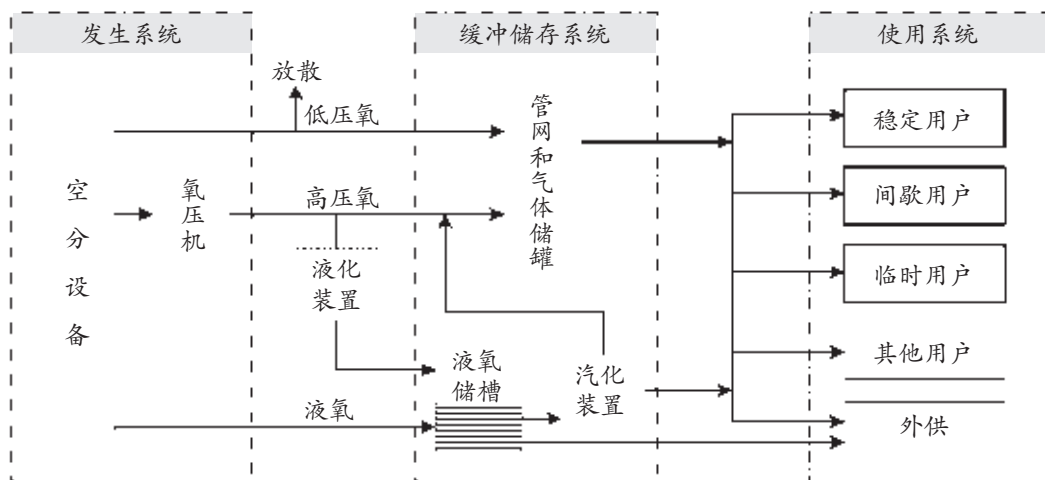 发生系统
缓冲储存系统
使用系统
放散
低压氧
管网和气体储罐
稳定用户
空分设备
氧压机
高压氧
间歇用户
液化
装置
临时用户
液氧
储槽
汽化
装置
其他用户
液氧
外供